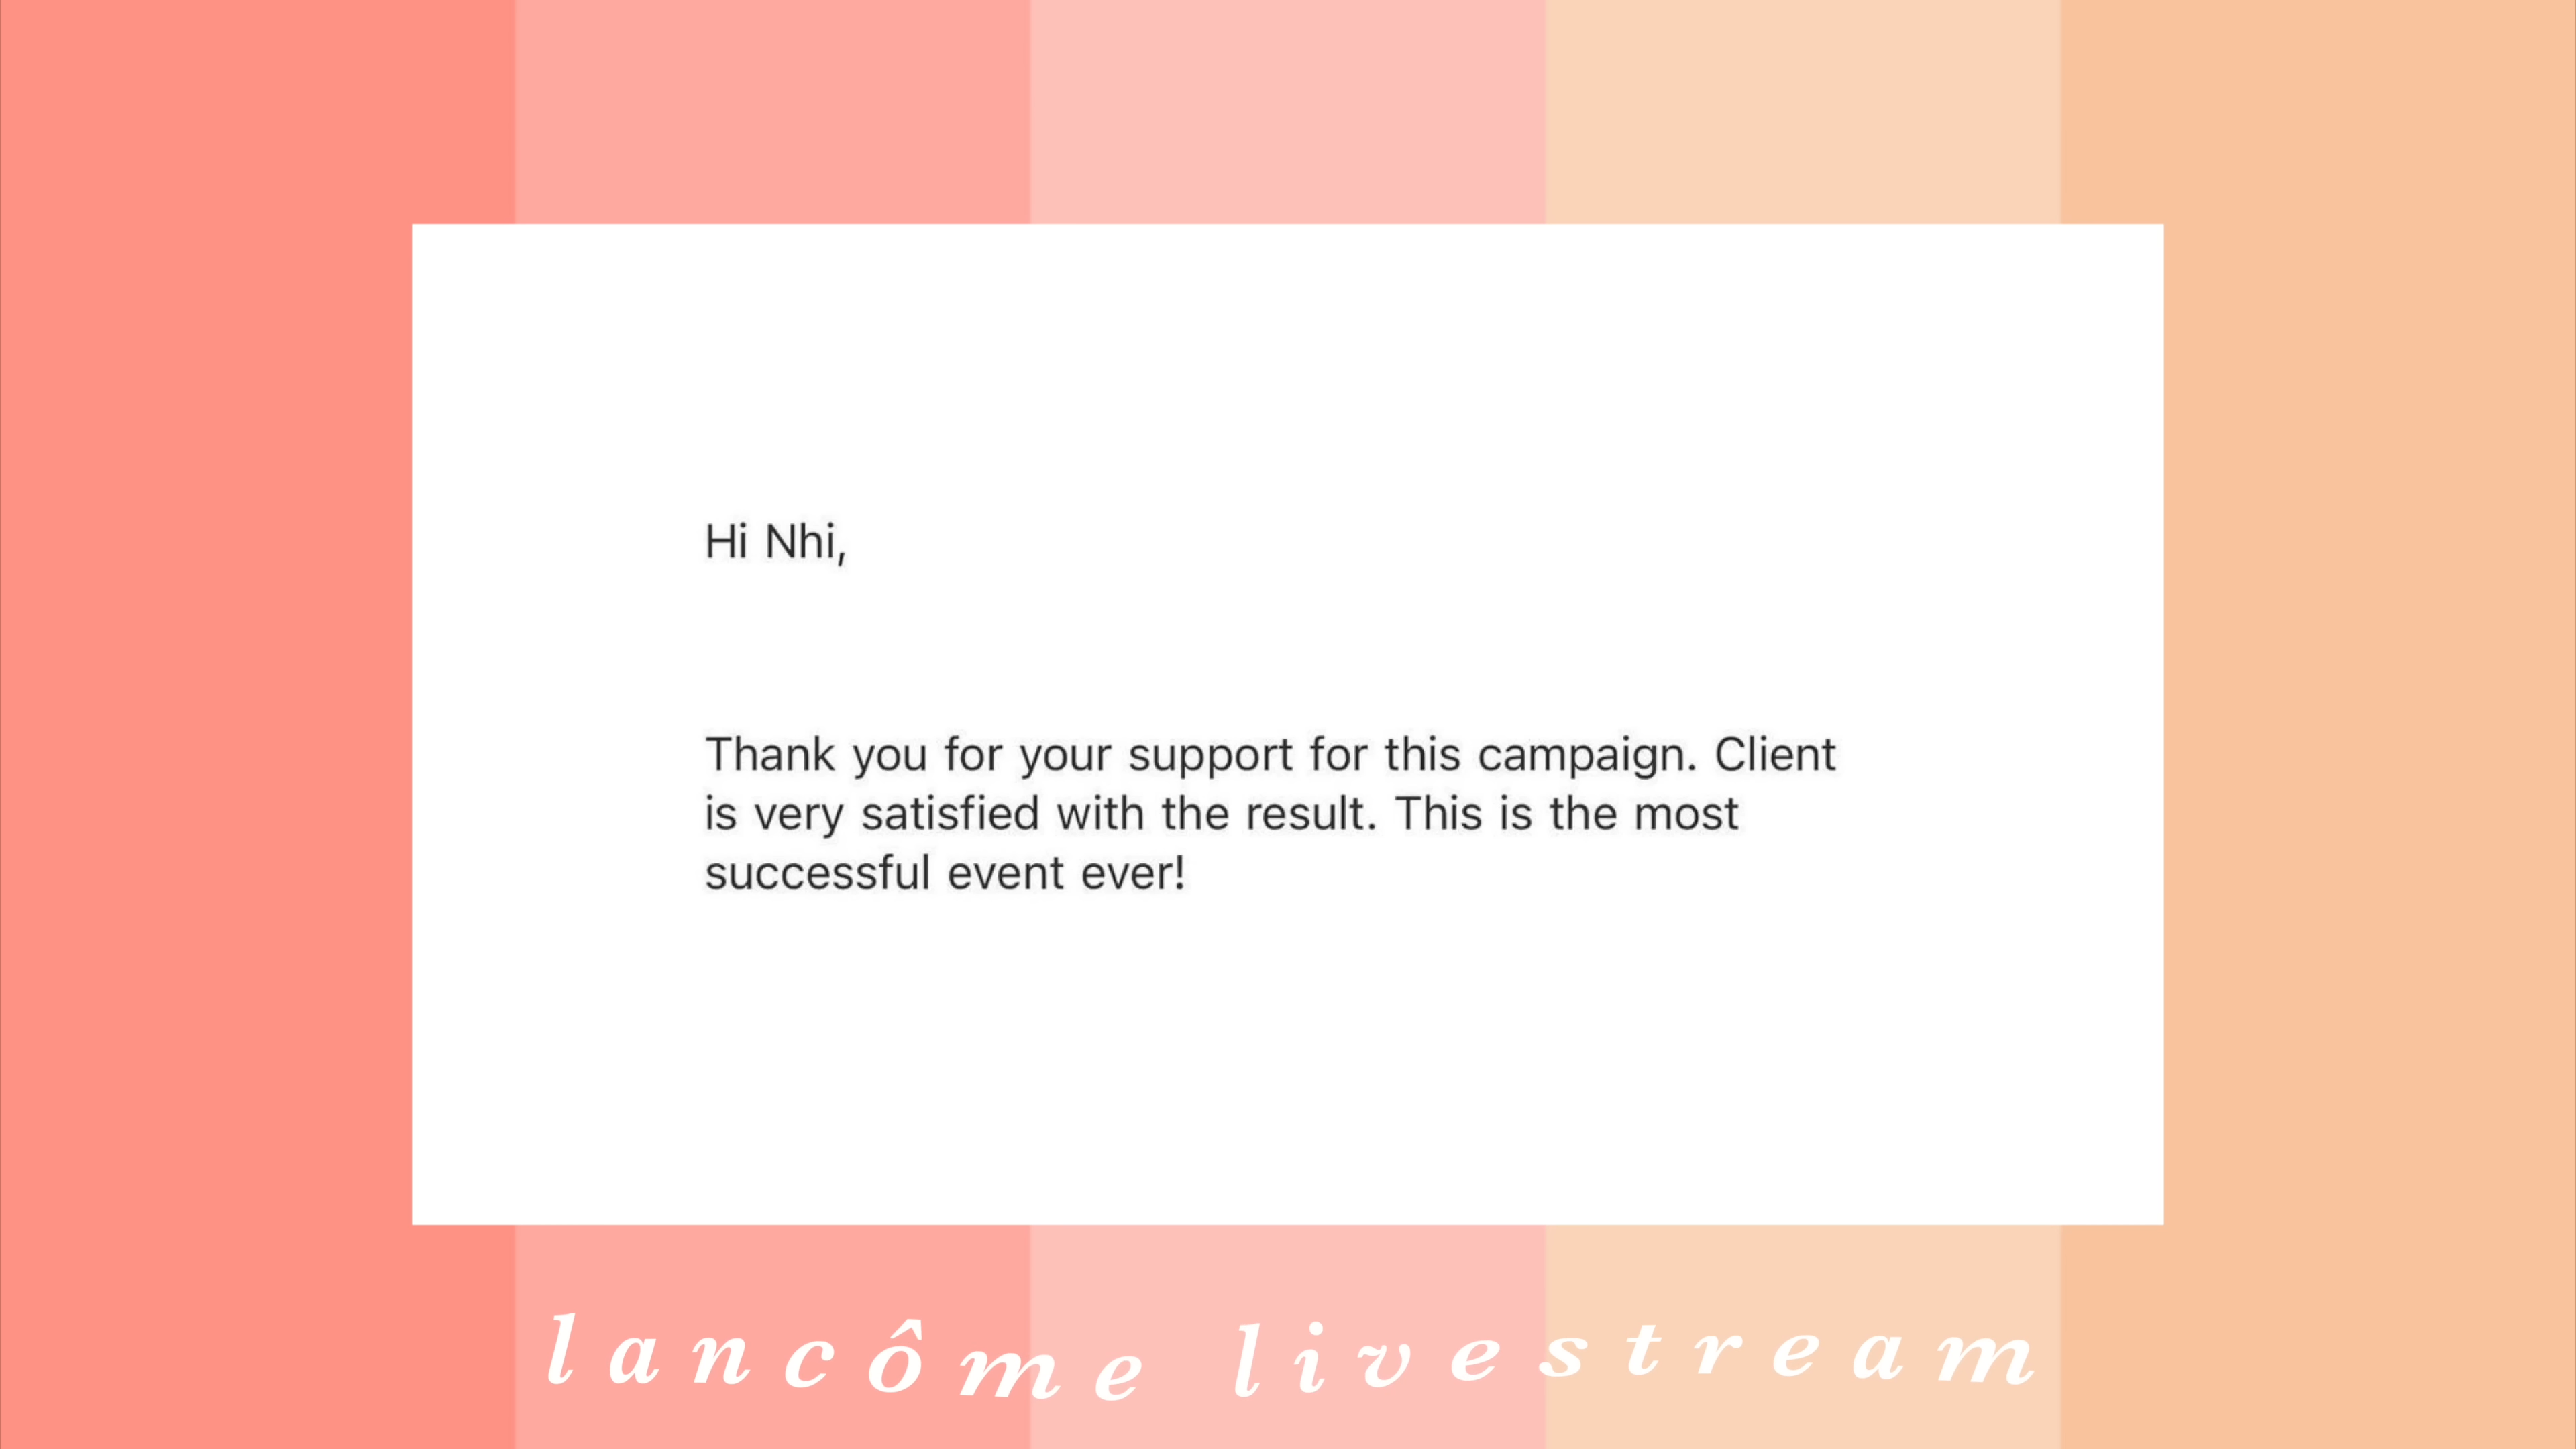 Hi Nhi,
Thank you for your support for this campaign. Client
is very satisfied with the result. This is the most
successful event ever!
lancôme livestream